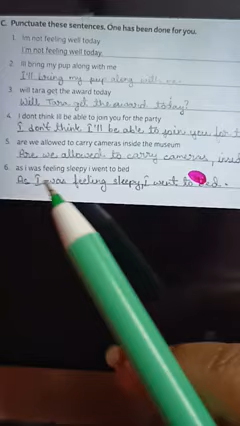 C. Punctuate these sentences. One has been done for you.
1. Im not feeling well today
I'm not feeling well today.
2. Ill bring my pup along with me
I'll bring my pup along with me.
3. will tara get the award today
Will Tara get the award today?
4. I dont think Ill be able to join you for the party
I don't think I'll be able to join you for t
5. are we allowed to carry cameras inside the museum
Are we allowed to carry cameras, insi
6. as i was feeling sleepy i went to bed
As I was feeling sleepy, I went to bed.